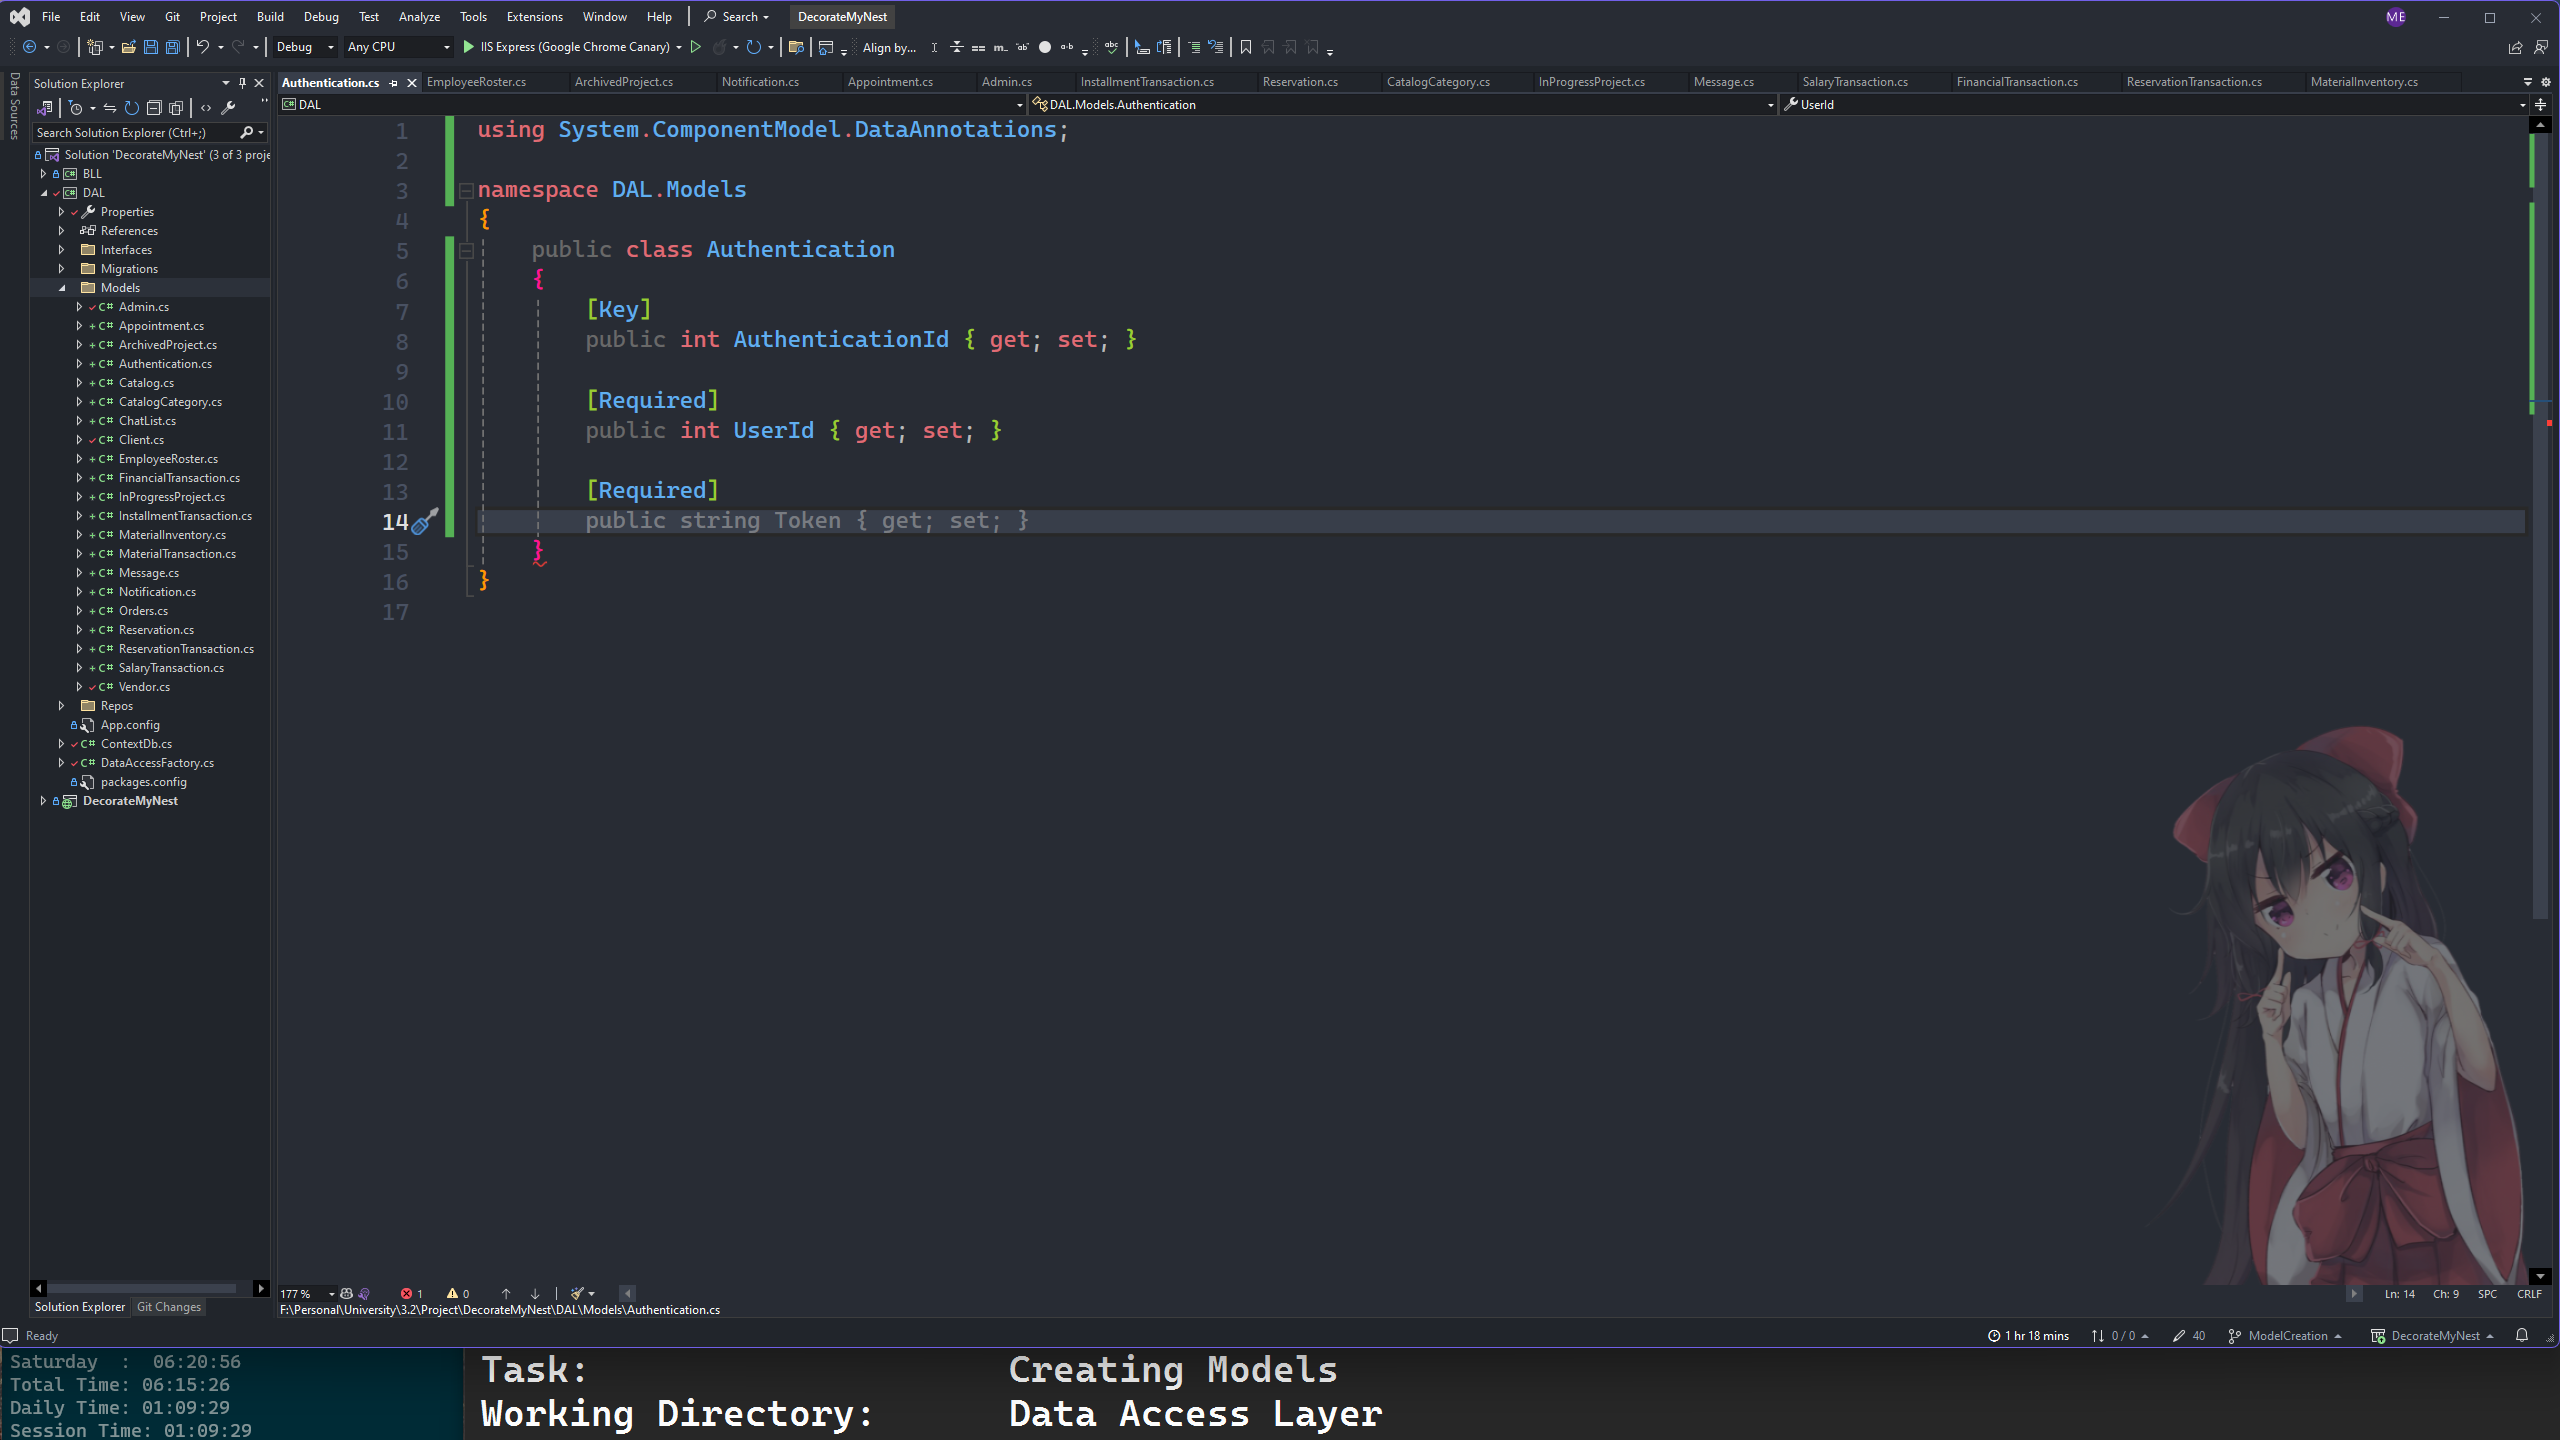 File Edit View Git Project Build Debug Test Analyze Tools Extensions Window Help Search DecorateMyNest ME
Debug Any CPU IIS Express (Google Chrome Canary) Align by...
Data Sources
Solution Explorer
Search Solution Explorer (Ctrl+;)
Solution 'DecorateMyNest' (3 of 3 proje
BLL
DAL
Properties
References
Interfaces
Migrations
Models
C# Admin.cs
C# Appointment.cs
C# ArchivedProject.cs
C# Authentication.cs
C# Catalog.cs
C# CatalogCategory.cs
C# ChatList.cs
C# Client.cs
C# EmployeeRoster.cs
C# FinancialTransaction.cs
C# InProgressProject.cs
C# InstallmentTransaction.cs
C# MaterialInventory.cs
C# MaterialTransaction.cs
C# Message.cs
C# Notification.cs
C# Orders.cs
C# Reservation.cs
C# ReservationTransaction.cs
C# SalaryTransaction.cs
C# Vendor.cs
Repos
App.config
C# ContextDb.cs
C# DataAccessFactory.cs
packages.config
DecorateMyNest
Solution Explorer Git Changes
Authentication.cs EmployeeRoster.cs ArchivedProject.cs Notification.cs Appointment.cs Admin.cs InstallmentTransaction.cs Reservation.cs CatalogCategory.cs InProgressProject.cs Message.cs SalaryTransaction.cs FinancialTransaction.cs ReservationTransaction.cs MaterialInventory.cs
DAL DAL.Models.Authentication UserId
1 using System.ComponentModel.DataAnnotations;
2
3 namespace DAL.Models
4 {
5 public class Authentication
6 {
7 [Key]
8 public int AuthenticationId { get; set; }
9
10 [Required]
11 public int UserId { get; set; }
12
13 [Required]
14 public string Token { get; set; }
15 }
16 }
17
177 % 1 0 Ln: 14 Ch: 9 SPC CRLF
F:\Personal\University\3.2\Project\DecorateMyNest\DAL\Models\Authentication.cs
Ready 1 hr 18 mins 0 / 0 40 ModelCreation DecorateMyNest
Saturday : 06:20:56
Total Time: 06:15:26
Daily Time: 01:09:29
Session Time: 01:09:29
Task: Creating Models
Working Directory: Data Access Layer